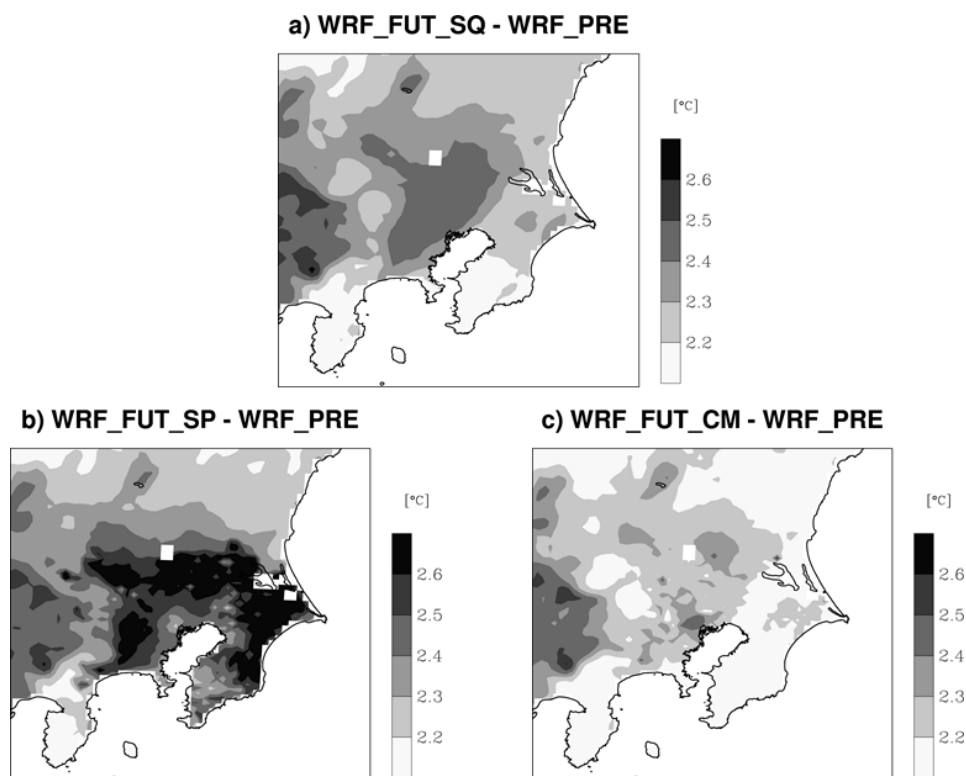 a) WRF_FUT_SQ - WRF_PRE
[°C]
2.6
2.5
2.4
2.3
2.2
b) WRF_FUT_SP - WRF_PRE
[°C]
2.6
2.5
2.4
2.3
2.2
c) WRF_FUT_CM - WRF_PRE
[°C]
2.6
2.5
2.4
2.3
2.2